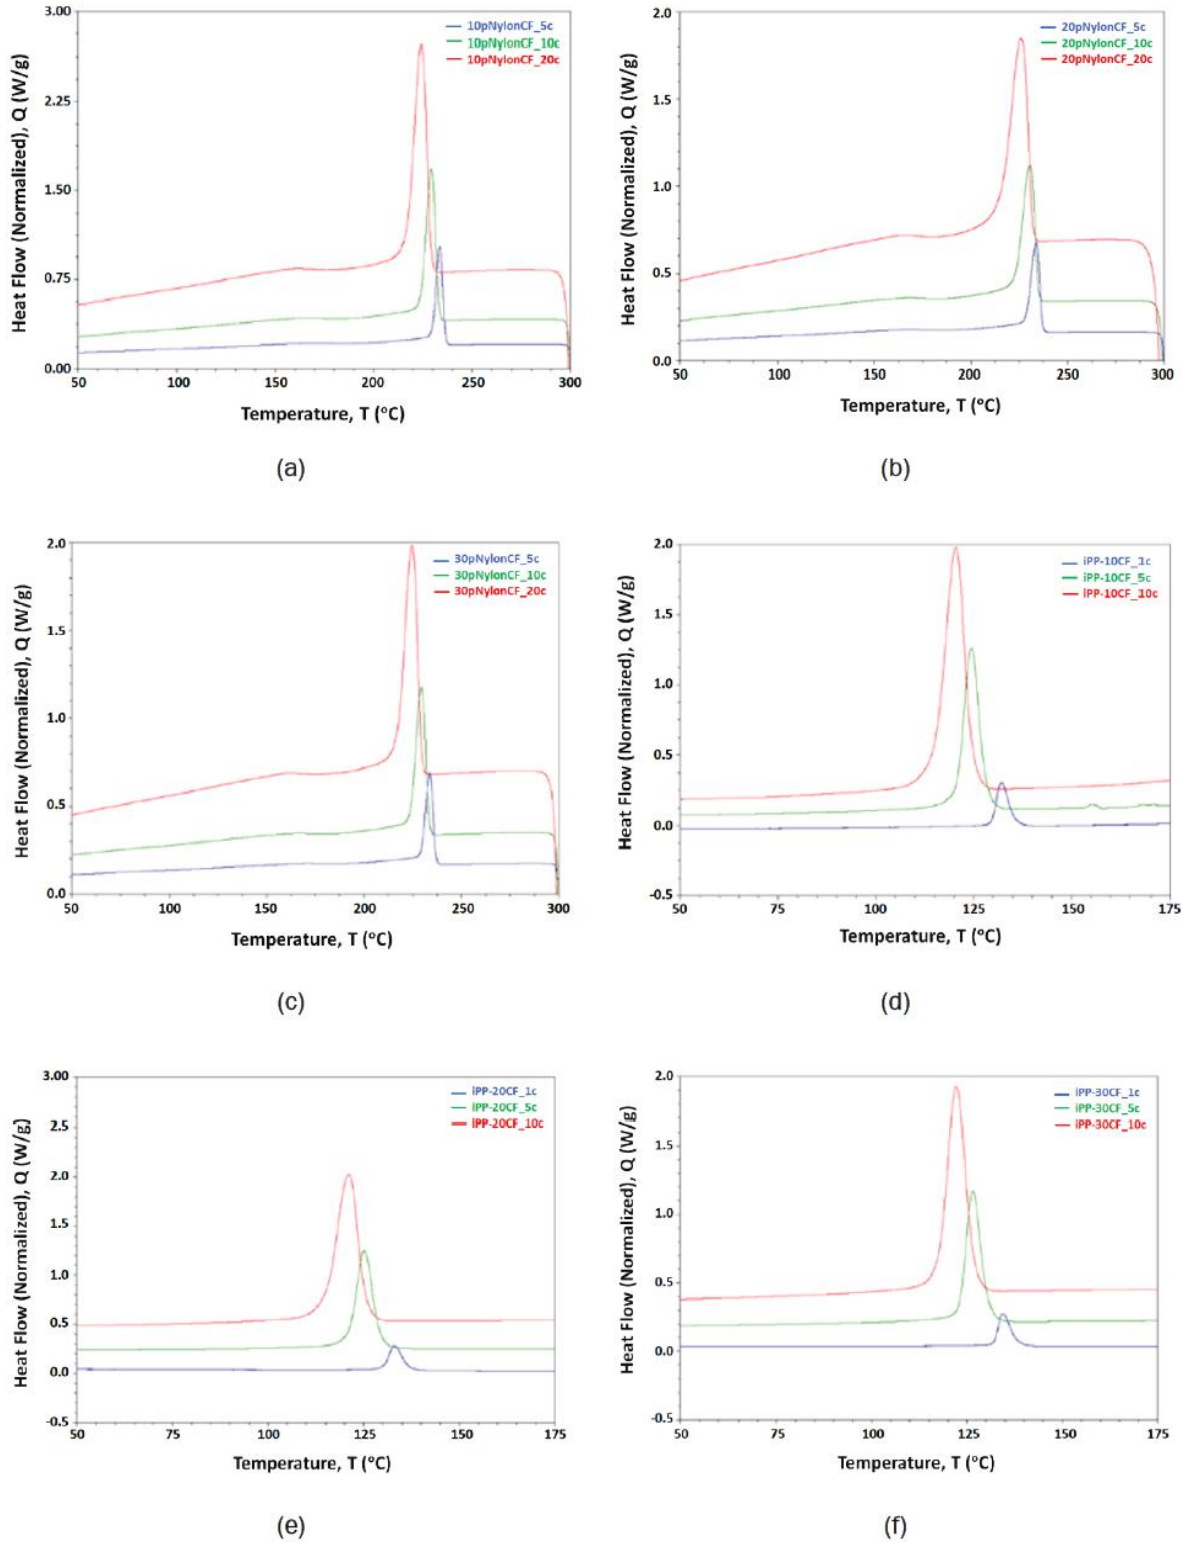 Heat Flow (Normalized), Q (W/g)
3.00
2.25
1.50
0.75
0.00
10pNylonCF_5c
10pNylonCF_10c
10pNylonCF_20c
50 100 150 200 250 300
Temperature, T (°C)
(a)
Heat Flow (Normalized), Q (W/g)
2.0
1.5
1.0
0.5
0.0
20pNylonCF_5c
20pNylonCF_10c
20pNylonCF_20c
50 100 150 200 250 300
Temperature, T (°C)
(b)
Heat Flow (Normalized), Q (W/g)
2.0
1.5
1.0
0.5
0.0
30pNylonCF_5c
30pNylonCF_10c
30pNylonCF_20c
50 100 150 200 250 300
Temperature, T (°C)
(c)
Heat Flow (Normalized), Q (W/g)
2.0
1.5
1.0
0.5
0.0
-0.5
iPP-10CF_1c
iPP-10CF_5c
iPP-10CF_10c
50 75 100 125 150 175
Temperature, T (°C)
(d)
Heat Flow (Normalized), Q (W/g)
3.00
2.5
2.0
1.5
1.0
0.5
0.0
-0.5
iPP-20CF_1c
iPP-20CF_5c
iPP-20CF_10c
50 75 100 125 150 175
Temperature, T (°C)
(e)
Heat Flow (Normalized), Q (W/g)
2.0
1.5
1.0
0.5
0.0
-0.5
iPP-30CF_1c
iPP-30CF_5c
iPP-30CF_10c
50 75 100 125 150 175
Temperature, T (°C)
(f)